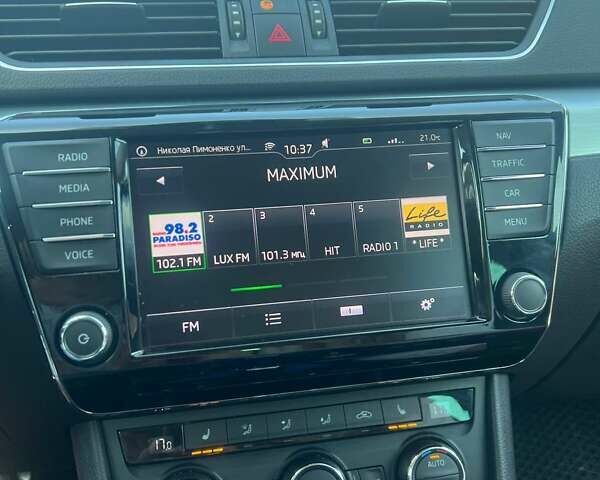 RADIO
MEDIA
PHONE
VOICE
Николая Пимоненко ул... 10:37 21.0°C
MAXIMUM
98.2
PARADISO
102.1 FM
2
LUX FM
3
101.3 МГЦ
4
HIT
5
RADIO 1
Life
RADIO
* LIFE *
FM
NAV
TRAFFIC
CAR
MENU
17.0
AUTO